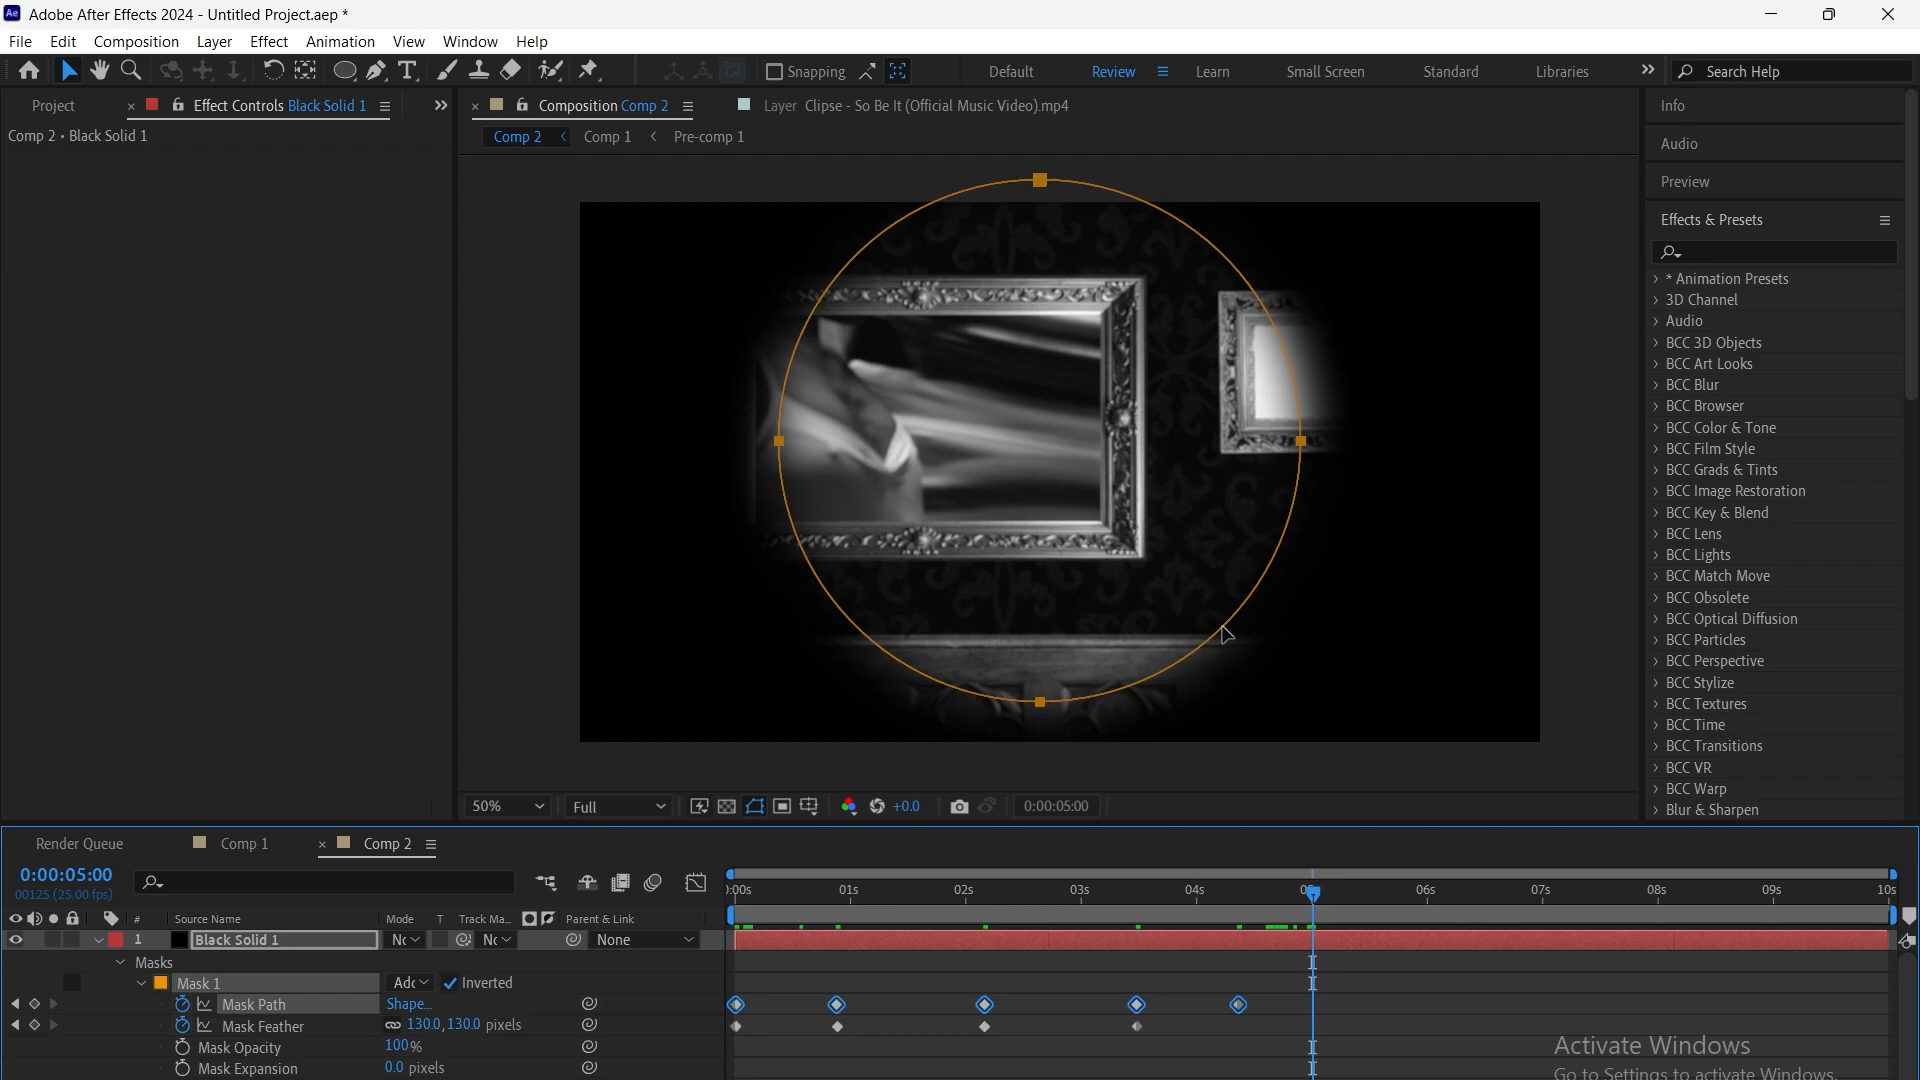 Ae Adobe After Effects 2024 - Untitled Project.aep *
File Edit Composition Layer Effect Animation View Window Help
Snapping Default Review Learn Small Screen Standard Libraries Search Help
Project Effect Controls Black Solid 1 Composition Comp 2 Layer Clipse - So Be It (Official Music Video).mp4
Comp 2 • Black Solid 1
Comp 2 Comp 1 Pre-comp 1
Info
Audio
Preview
Effects & Presets
* Animation Presets
3D Channel
Audio
BCC 3D Objects
BCC Art Looks
BCC Blur
BCC Browser
BCC Color & Tone
BCC Film Style
BCC Grads & Tints
BCC Image Restoration
BCC Key & Blend
BCC Lens
BCC Lights
BCC Match Move
BCC Obsolete
BCC Optical Diffusion
BCC Particles
BCC Perspective
BCC Stylize
BCC Textures
BCC Time
BCC Transitions
BCC VR
BCC Warp
Blur & Sharpen
50% Full +0.0 0:00:05:00
Render Queue Comp 1 Comp 2
0:00:05:00
00125 (25.00 fps)
:00s 01s 02s 03s 04s 06s 07s 08s 09s 10s
# Source Name Mode T Track Ma... Parent & Link
1 Black Solid 1 Nc Nc None
Masks
Mask 1 Adc Inverted
Mask Path Shape...
Mask Feather 130.0,130.0 pixels
Mask Opacity 100%
Mask Expansion 0.0 pixels
Activate Windows
Go to Settings to activate Windows.